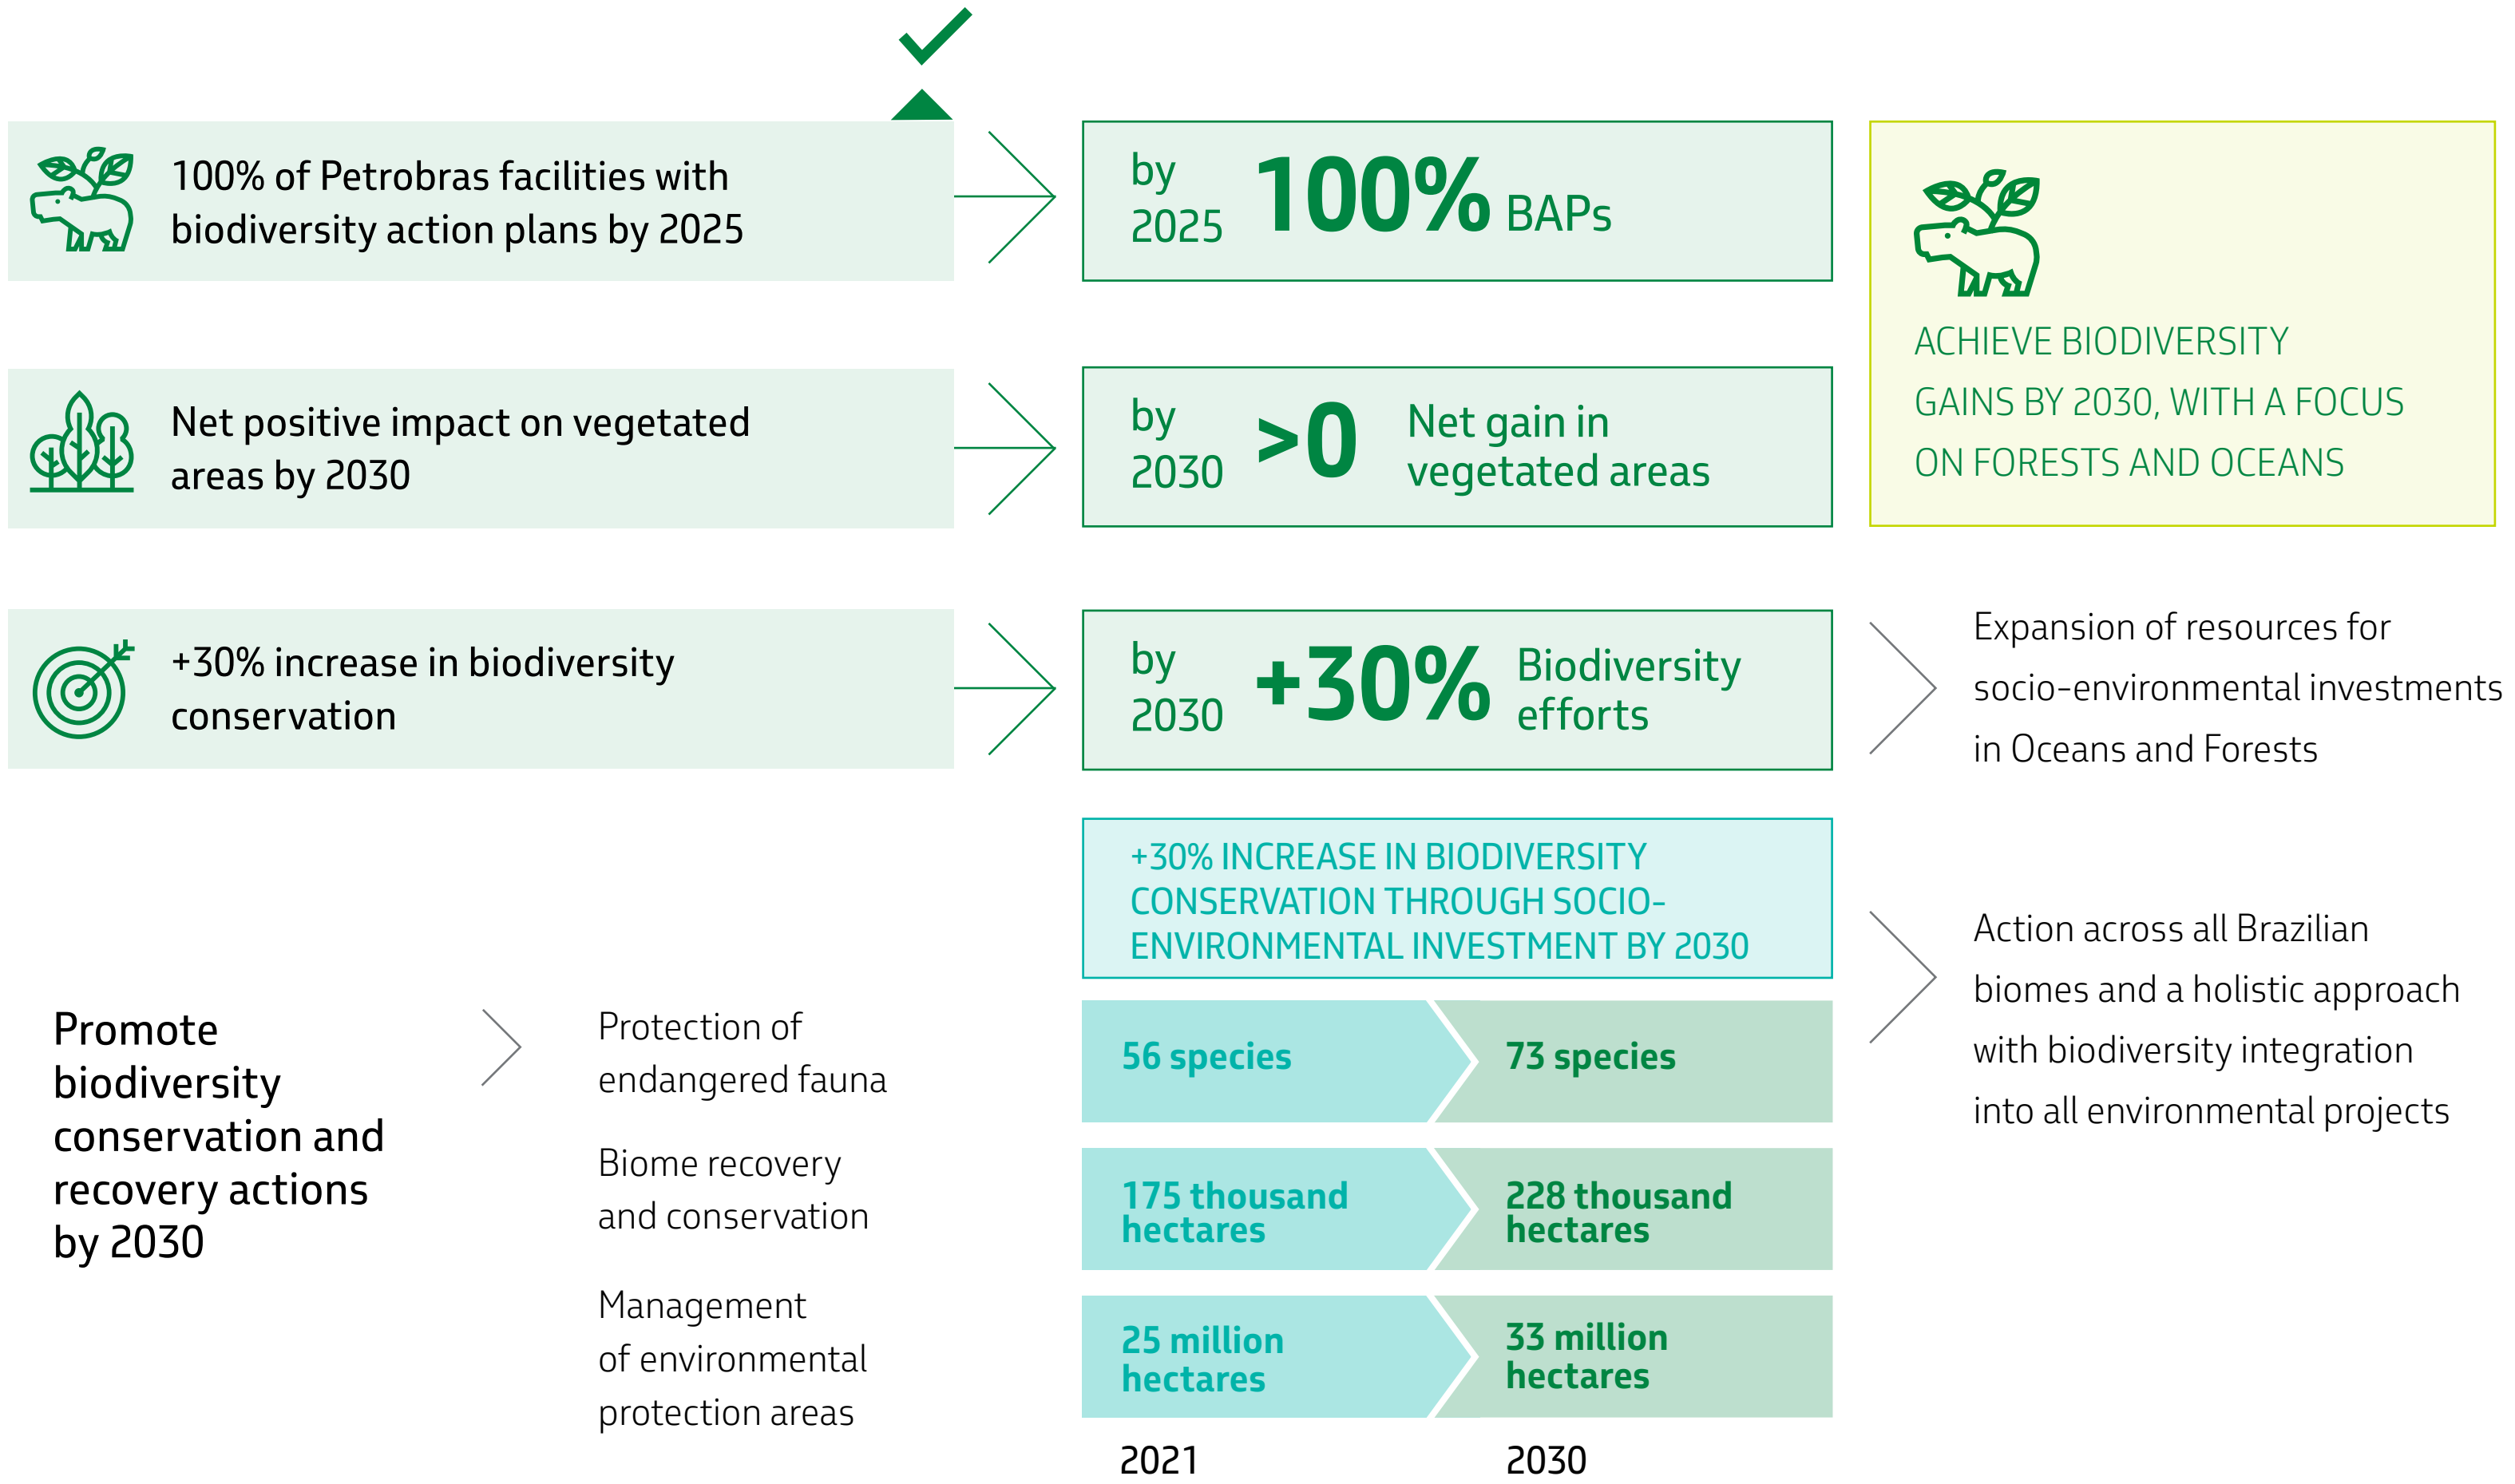 100% of Petrobras facilities with
biodiversity action plans by 2025
by
2025
100% BAPs
Net positive impact on vegetated
areas by 2030
by
2030
>0
Net gain in
vegetated areas
ACHIEVE BIODIVERSITY
GAINS BY 2030, WITH A FOCUS
ON FORESTS AND OCEANS
+30% increase in biodiversity
conservation
by
2030
+30%
Biodiversity
efforts
Expansion of resources for
socio-environmental investments
in Oceans and Forests
+30% INCREASE IN BIODIVERSITY
CONSERVATION THROUGH SOCIO-
ENVIRONMENTAL INVESTMENT BY 2030
Action across all Brazilian
biomes and a holistic approach
with biodiversity integration
into all environmental projects
Promote
biodiversity
conservation and
recovery actions
by 2030
Protection of
endangered fauna
56 species
73 species
Biome recovery
and conservation
175 thousand
hectares
228 thousand
hectares
Management
of environmental
protection areas
25 million
hectares
33 million
hectares
2021
2030